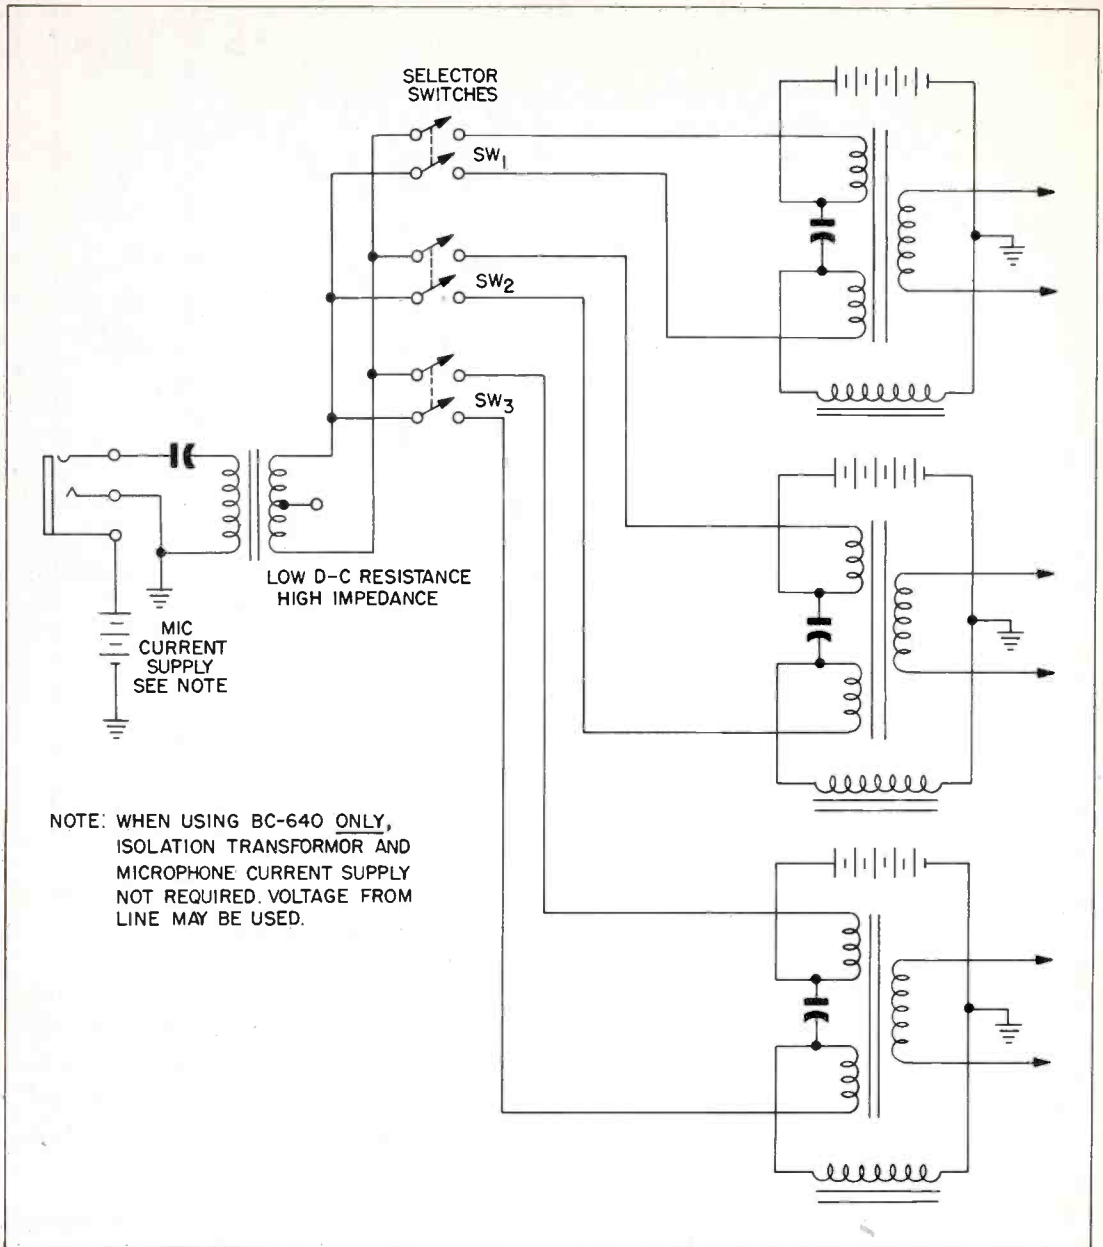 SELECTOR
SWITCHES
SW1
SW2
SW3
LOW D-C RESISTANCE
HIGH IMPEDANCE
MIC
CURRENT
SUPPLY
SEE NOTE
NOTE: WHEN USING BC-640 ONLY,
ISOLATION TRANSFORMOR AND
MICROPHONE CURRENT SUPPLY
NOT REQUIRED. VOLTAGE FROM
LINE MAY BE USED.